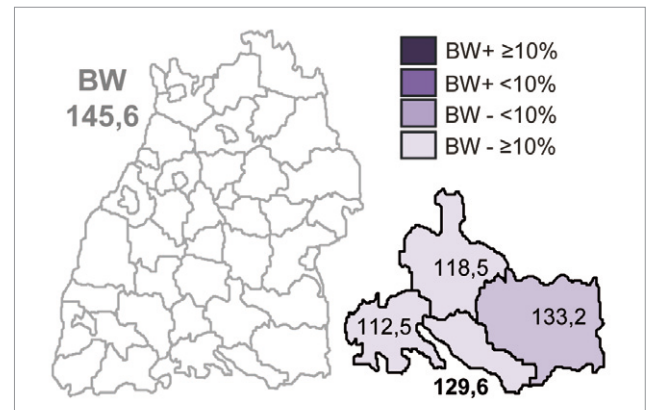 BW
145,6
BW+ ≥10%
BW+ <10%
BW - <10%
BW - ≥10%
118,5
133,2
112,5
129,6